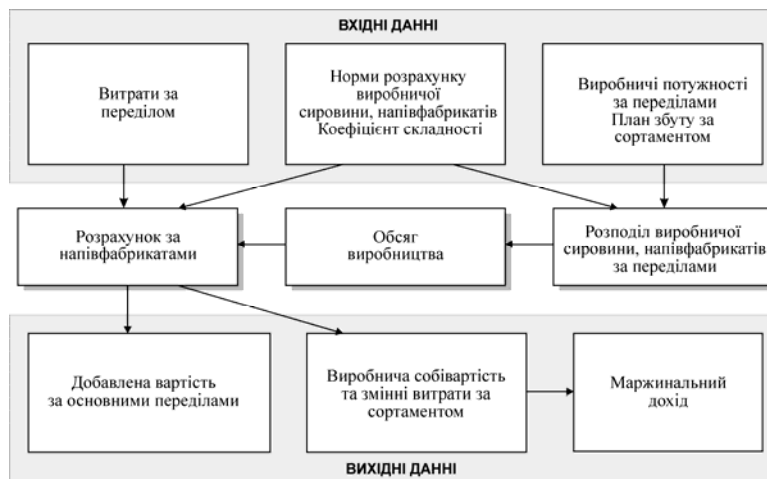 ВХІДНІ ДАННІ
Витрати за
переділом
Норми розрахунку
виробничої
сировини, напівфабрикатів
Коефіцієнт складності
Виробничі потужності
за переділами
План збуту за
сортаментом
Розрахунок за
напівфабрикатами
Обсяг
виробництва
Розподіл виробничої
сировини, напівфабрикатів
за переділами
Добавлена вартість
за основними переділами
Виробнича собівартість
та змінні витрати за
сортаментом
Маржинальний
дохід
ВИХІДНІ ДАННІ